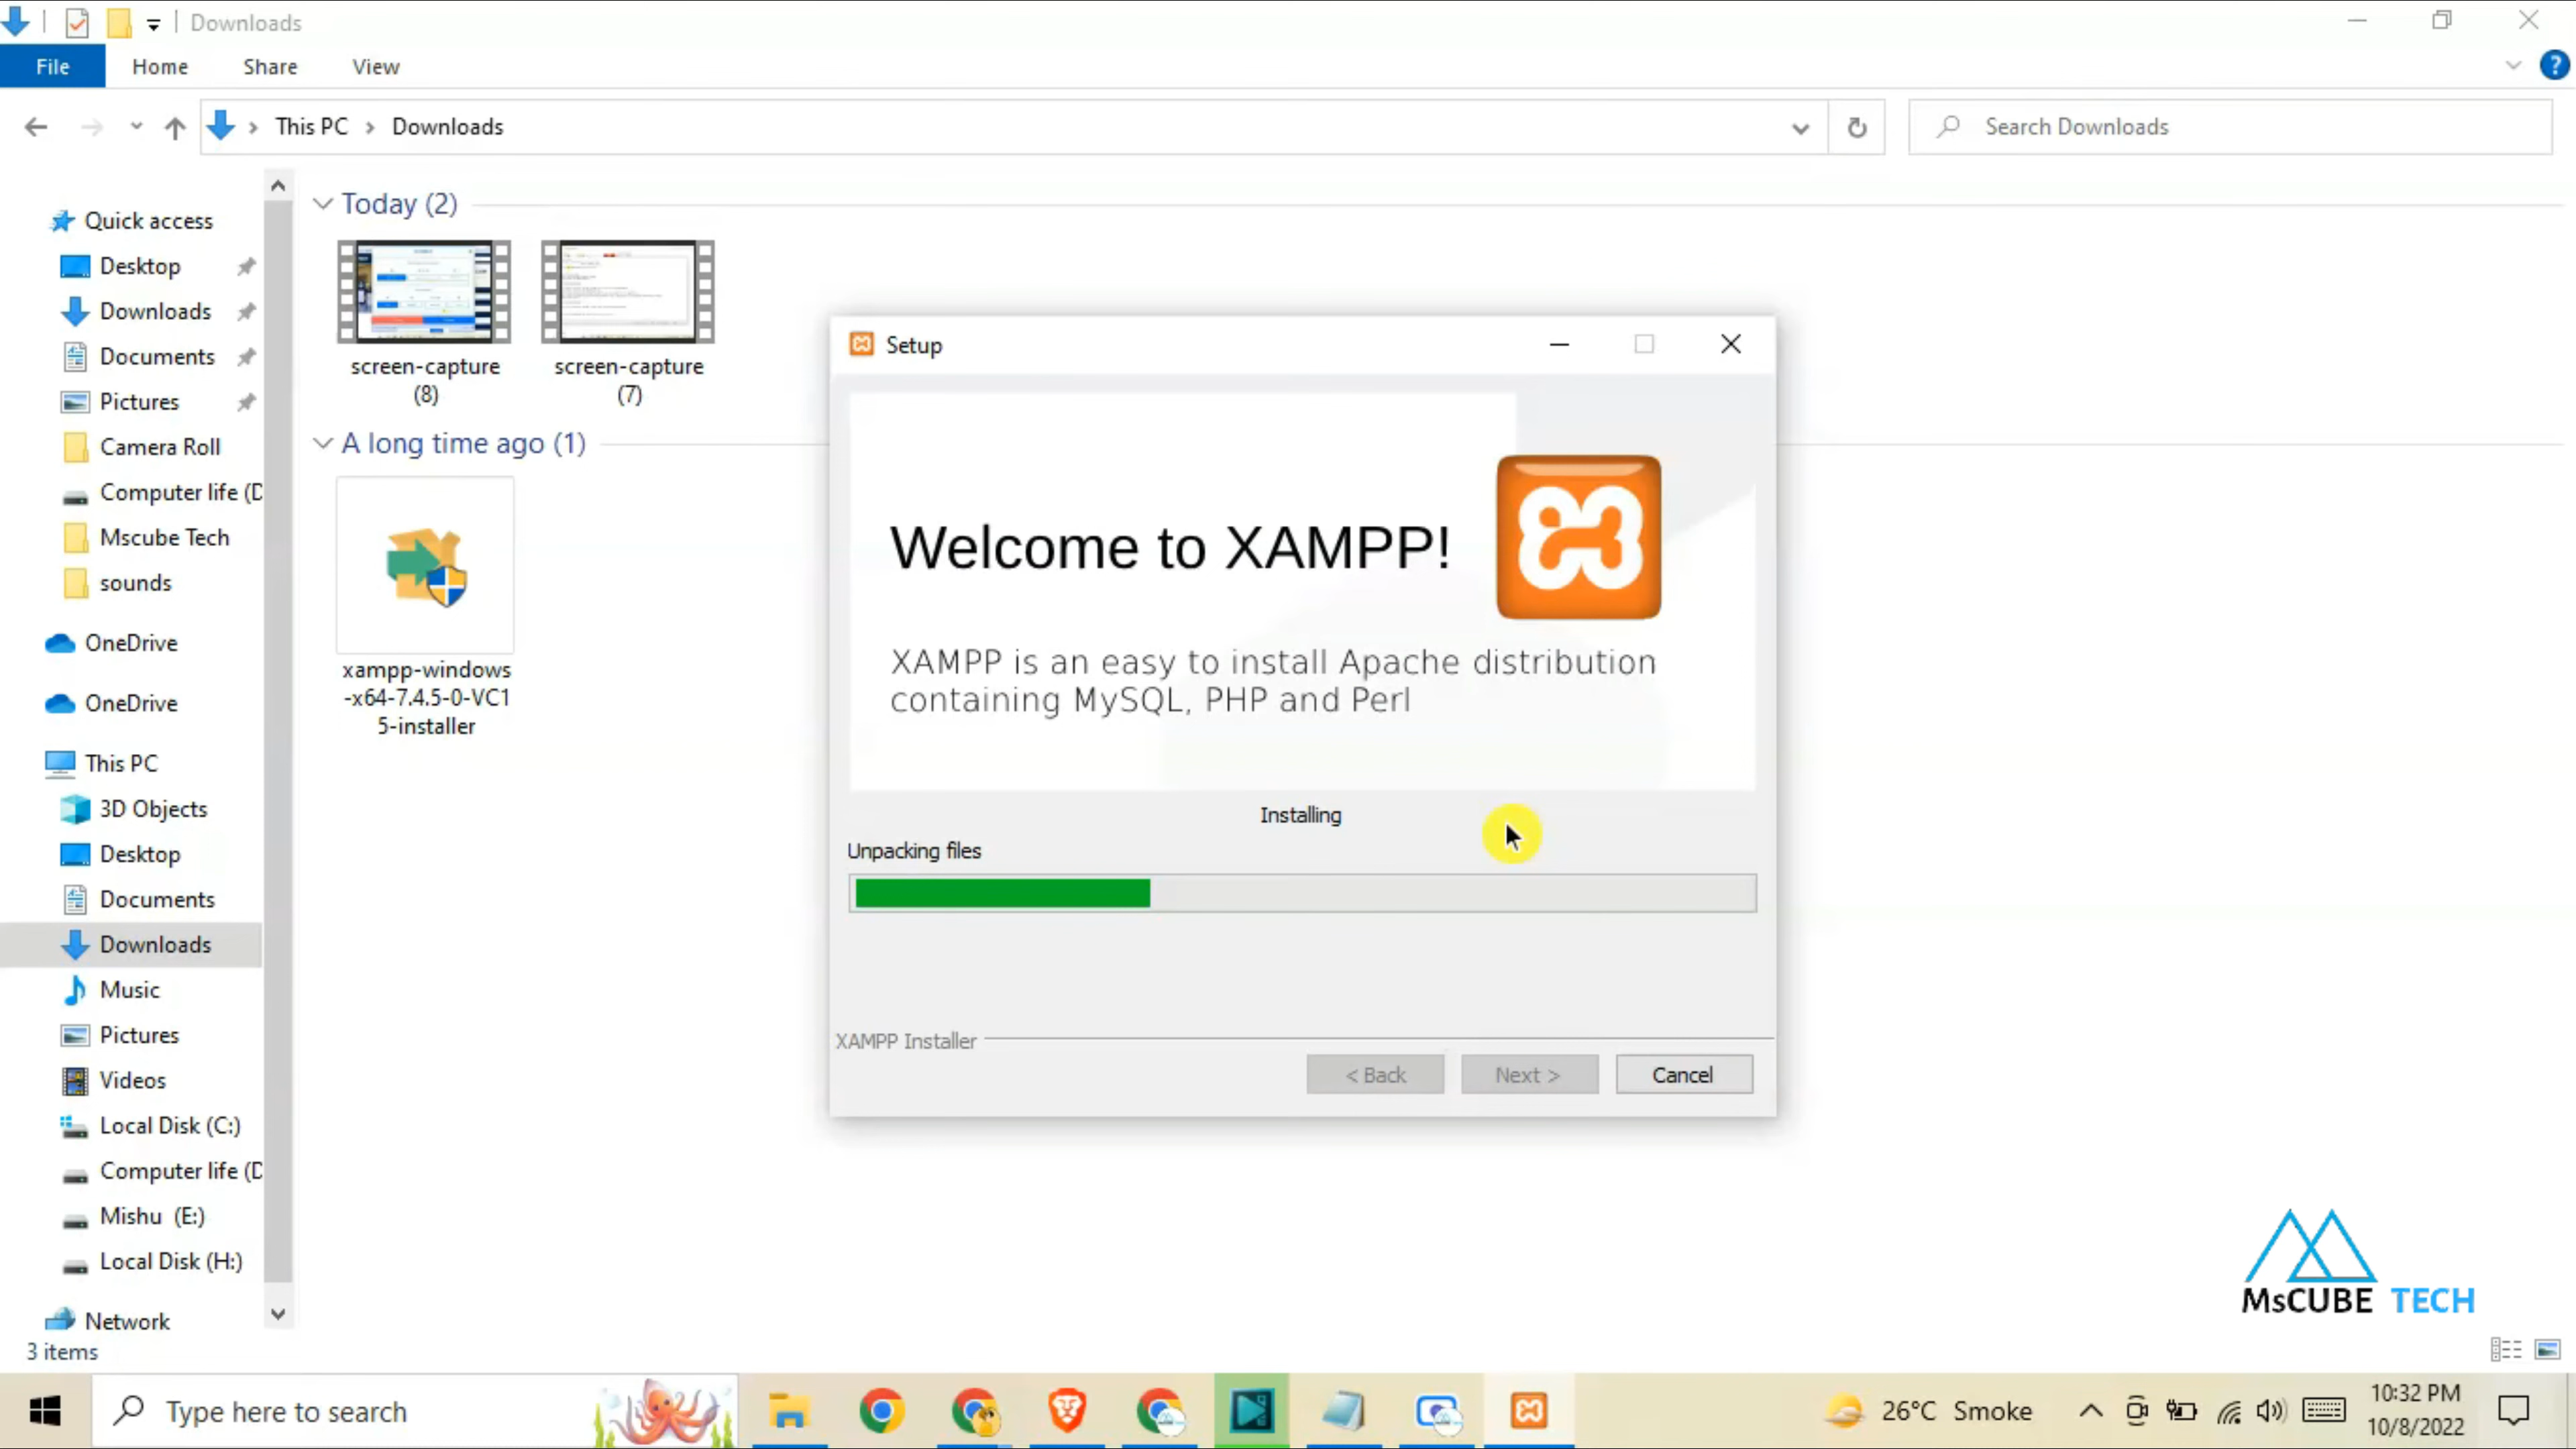 Downloads
File
Home
Share
View
This PC
Downloads
Search Downloads
Quick access
Desktop
Downloads
Documents
Pictures
Camera Roll
Computer life (D
Mscube Tech
sounds
OneDrive
OneDrive
This PC
3D Objects
Desktop
Documents
Downloads
Music
Pictures
Videos
Local Disk (C:)
Computer life (D
Mishu (E:)
Local Disk (H:)
Network
3 items
Today (2)
screen-capture
(8)
screen-capture
(7)
A long time ago (1)
xampp-windows
-x64-7.4.5-0-VC1
5-installer
Setup
Welcome to XAMPP!
XAMPP is an easy to install Apache distribution
containing MySQL, PHP and Perl
Installing
Unpacking files
XAMPP Installer
< Back
Next >
Cancel
MsCUBE TECH
Type here to search
26°C Smoke
10:32 PM
10/8/2022